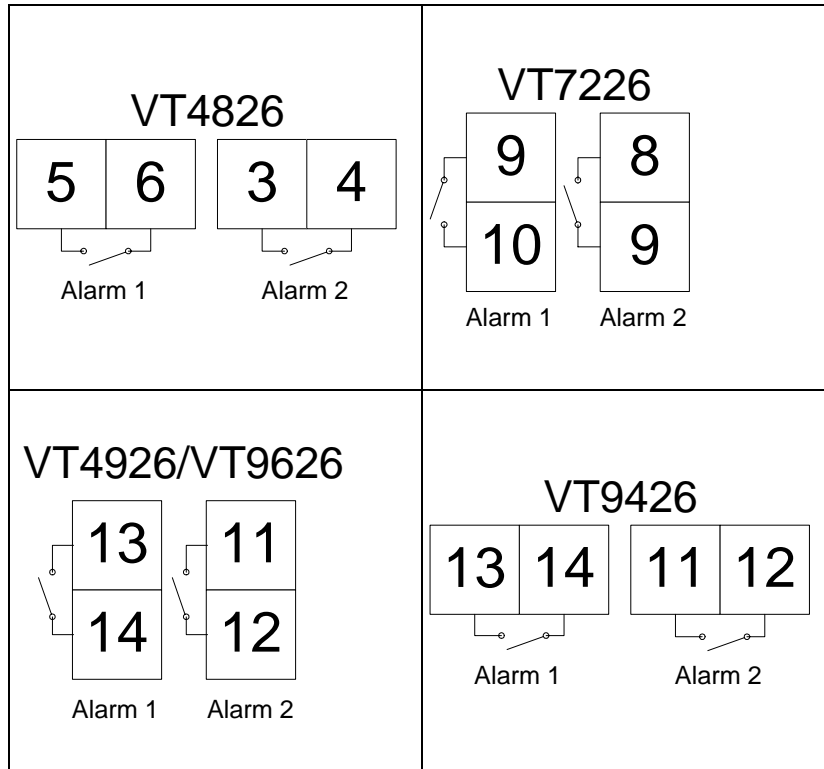 VT4826
5 6 3 4
Alarm 1 Alarm 2
VT7226
9 8
10 9
Alarm 1 Alarm 2
VT4926/VT9626
13 11
14 12
Alarm 1 Alarm 2
VT9426
13 14 11 12
Alarm 1 Alarm 2